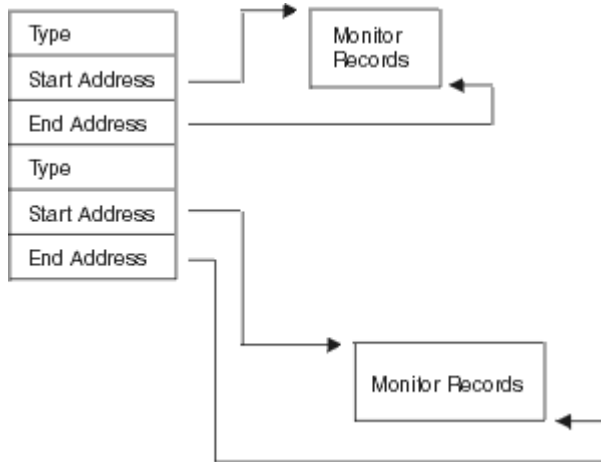 Type
Start Address
End Address
Type
Start Address
End Address
Monitor
Records
Monitor Records